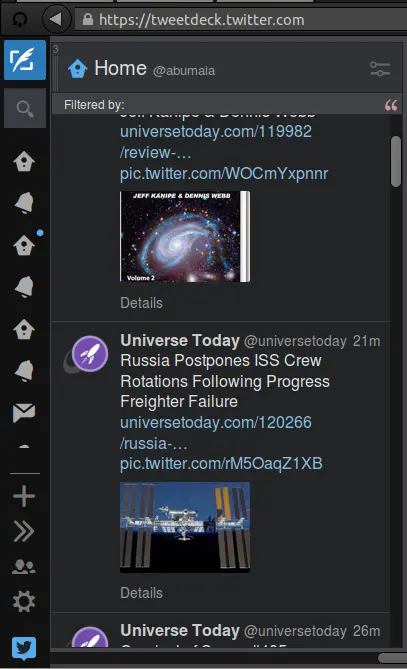 https://tweetdeck.twitter.com
3
Home @abumaia
Filtered by:
Jeff Kanipe & Dennis Webb
universetoday.com/119982
/review-…
pic.twitter.com/WOCmYxpnnr
JEFF KANIPE & DENNIS WEBB
Volume 2
Details
Universe Today @universetoday 21m
Russia Postpones ISS Crew
Rotations Following Progress
Freighter Failure
universetoday.com/120266
/russia-…
pic.twitter.com/rM5OaqZ1XB
Details
Universe Today @universetoday 26m